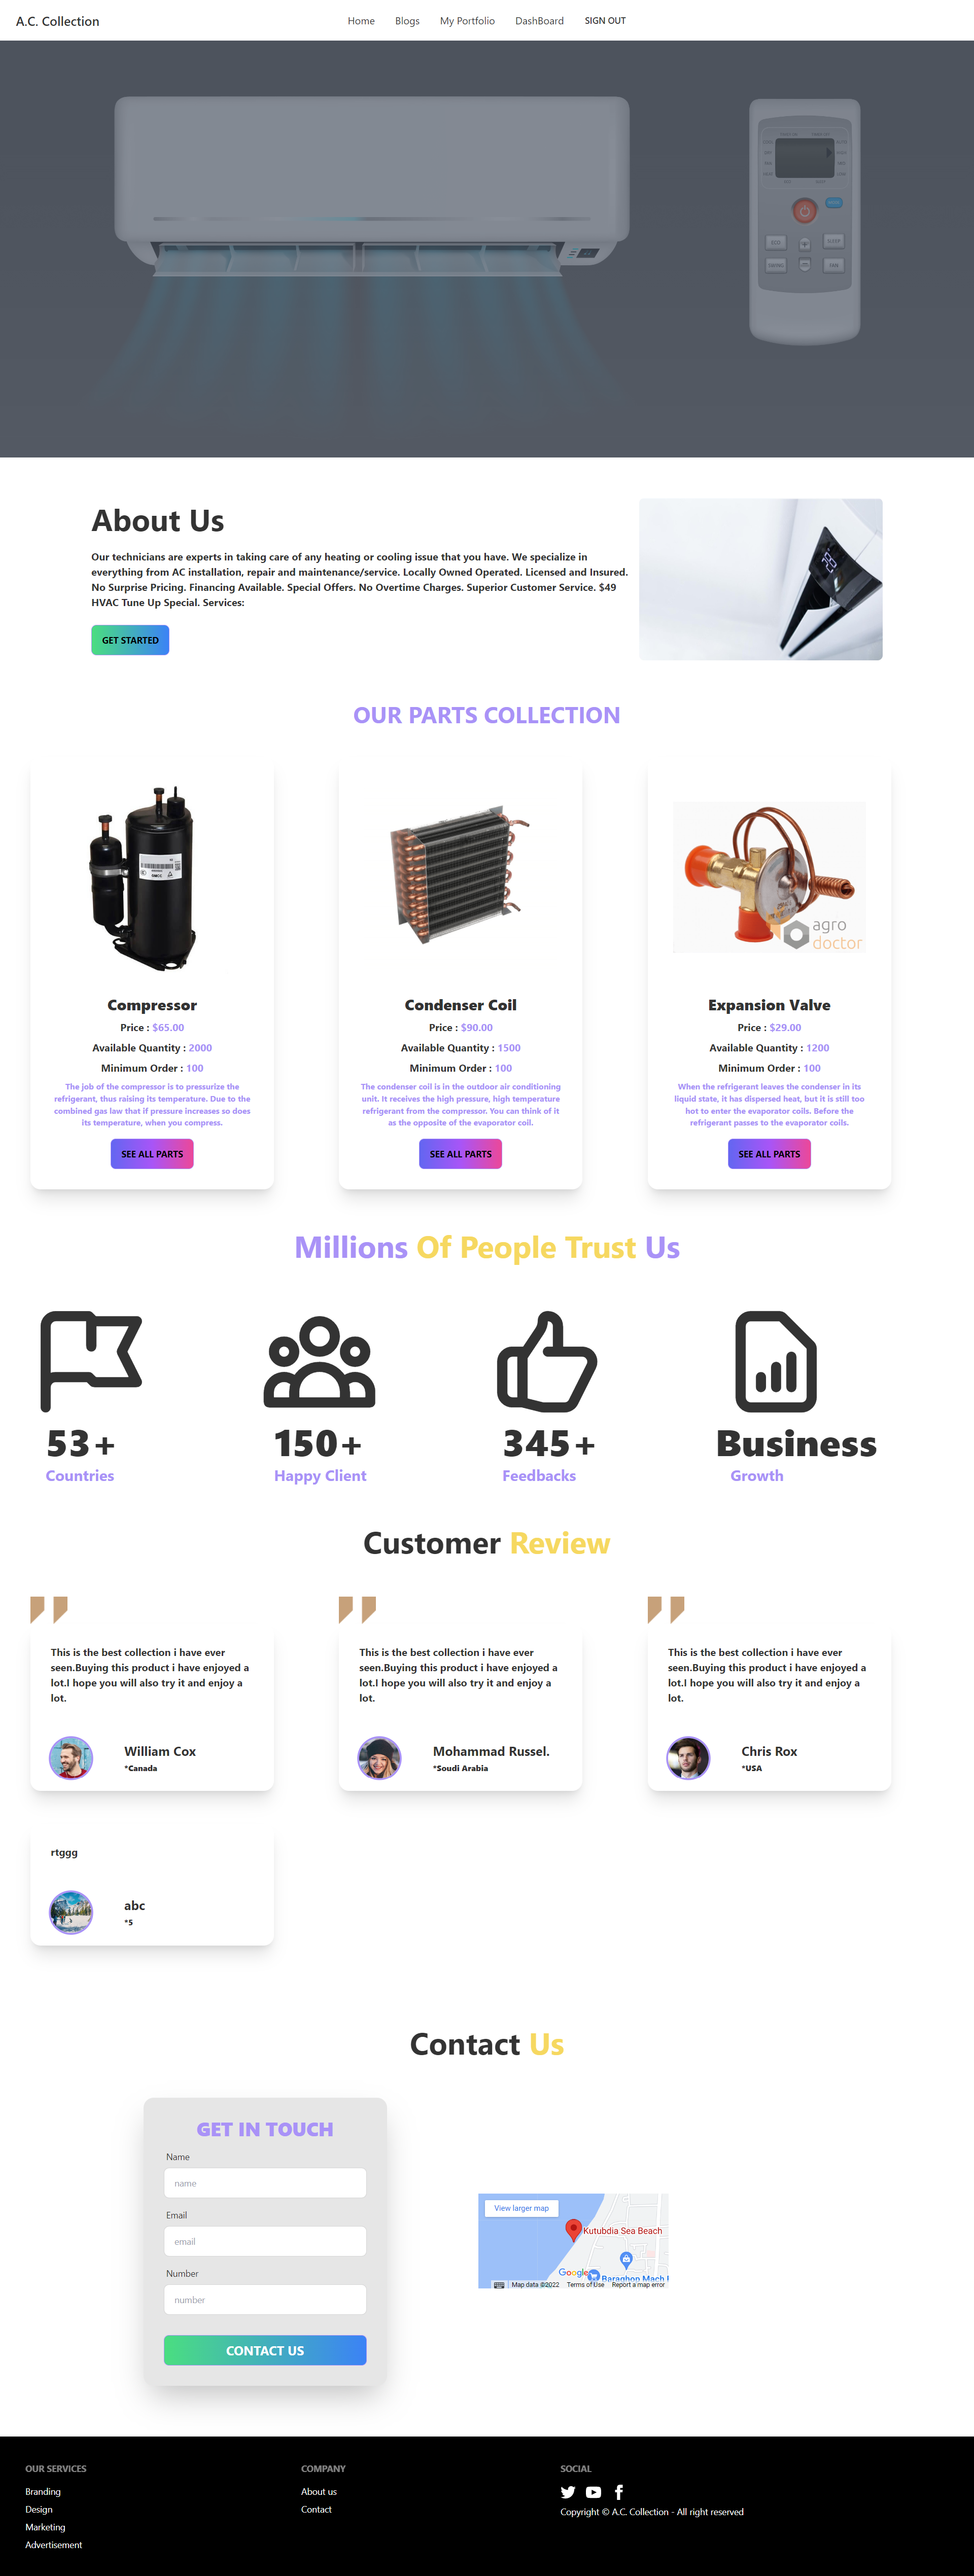 A.C. Collection
Home
Blogs
My Portfolio
DashBoard
SIGN OUT
About Us
Our technicians are experts in taking care of any heating or cooling issue that you have. We specialize in
everything from AC installation, repair and maintenance/service. Locally Owned Operated. Licensed and Insured.
No Surprise Pricing. Financing Available. Special Offers. No Overtime Charges. Superior Customer Service. $49
HVAC Tune Up Special. Services:
GET STARTED
OUR PARTS COLLECTION
agro
doctor
Compressor
Price : $65.00
Available Quantity : 2000
Minimum Order : 100
The job of the compressor is to pressurize the
refrigerant, thus raising its temperature. Due to the
combined gas law that if pressure increases so does
its temperature, when you compress.
SEE ALL PARTS
Condenser Coil
Price : $90.00
Available Quantity : 1500
Minimum Order : 100
The condenser coil is in the outdoor air conditioning
unit. It receives the high pressure, high temperature
refrigerant from the compressor. You can think of it
as the opposite of the evaporator coil.
SEE ALL PARTS
Expansion Valve
Price : $29.00
Available Quantity : 1200
Minimum Order : 100
When the refrigerant leaves the condenser in its
liquid state, it has dispersed heat, but it is still too
hot to enter the evaporator coils. Before the
refrigerant passes to the evaporator coils.
SEE ALL PARTS
Millions Of People Trust Us
53+
Countries
150+
Happy Client
345+
Feedbacks
Business
Growth
Customer Review
This is the best collection i have ever
seen.Buying this product i have enjoyed a
lot.I hope you will also try it and enjoy a
lot.
William Cox
*Canada
This is the best collection i have ever
seen.Buying this product i have enjoyed a
lot.I hope you will also try it and enjoy a
lot.
Mohammad Russel.
*Soudi Arabia
This is the best collection i have ever
seen.Buying this product i have enjoyed a
lot.I hope you will also try it and enjoy a
lot.
Chris Rox
*USA
rtggg
abc
*5
Contact Us
GET IN TOUCH
Name
name
Email
email
Number
number
CONTACT US
View larger map
Kutubdia Sea Beach
Google
Baraghop Mach
Map data ©2022
Terms of Use
Report a map error
OUR SERVICES
Branding
Design
Marketing
Advertisement
COMPANY
About us
Contact
SOCIAL
Copyright © A.C. Collection - All right reserved